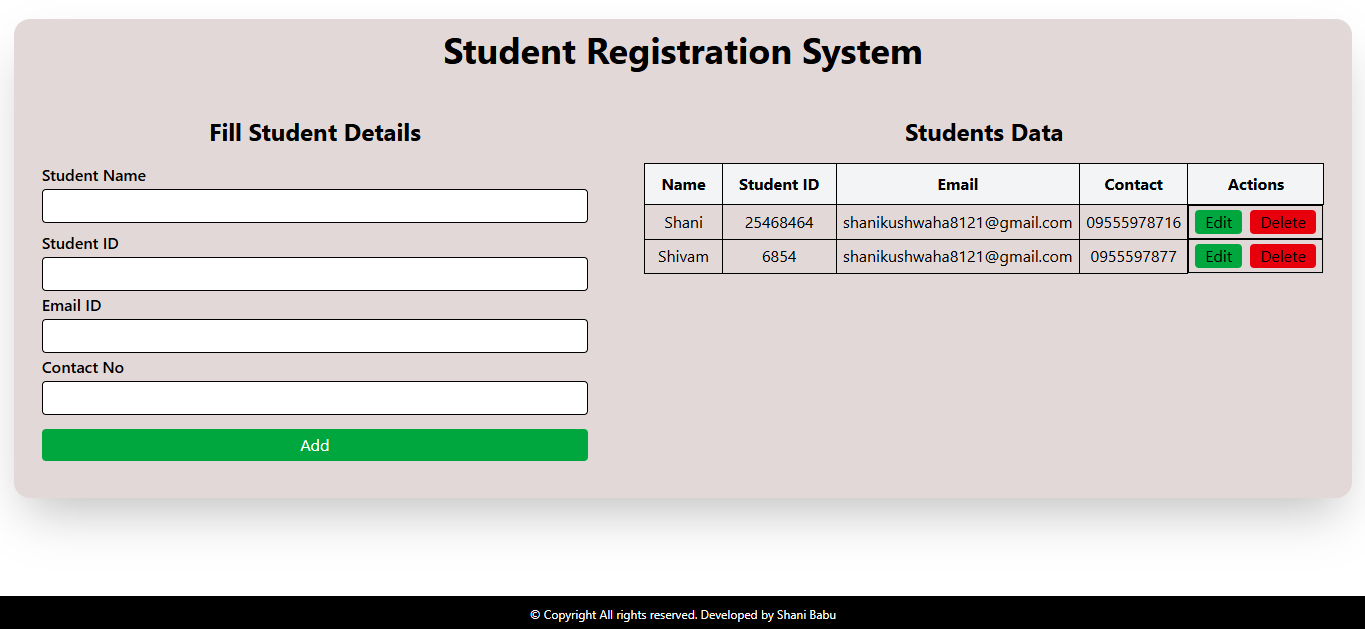 Student Registration System
Fill Student Details
Student Name
Student ID
Email ID
Contact No
Add
Students Data
Name Student ID Email Contact Actions
Shani 25468464 shanikushwaha8121@gmail.com 09555978716 Edit Delete
Shivam 6854 shanikushwaha8121@gmail.com 0955597877 Edit Delete
© Copyright All rights reserved. Developed by Shani Babu